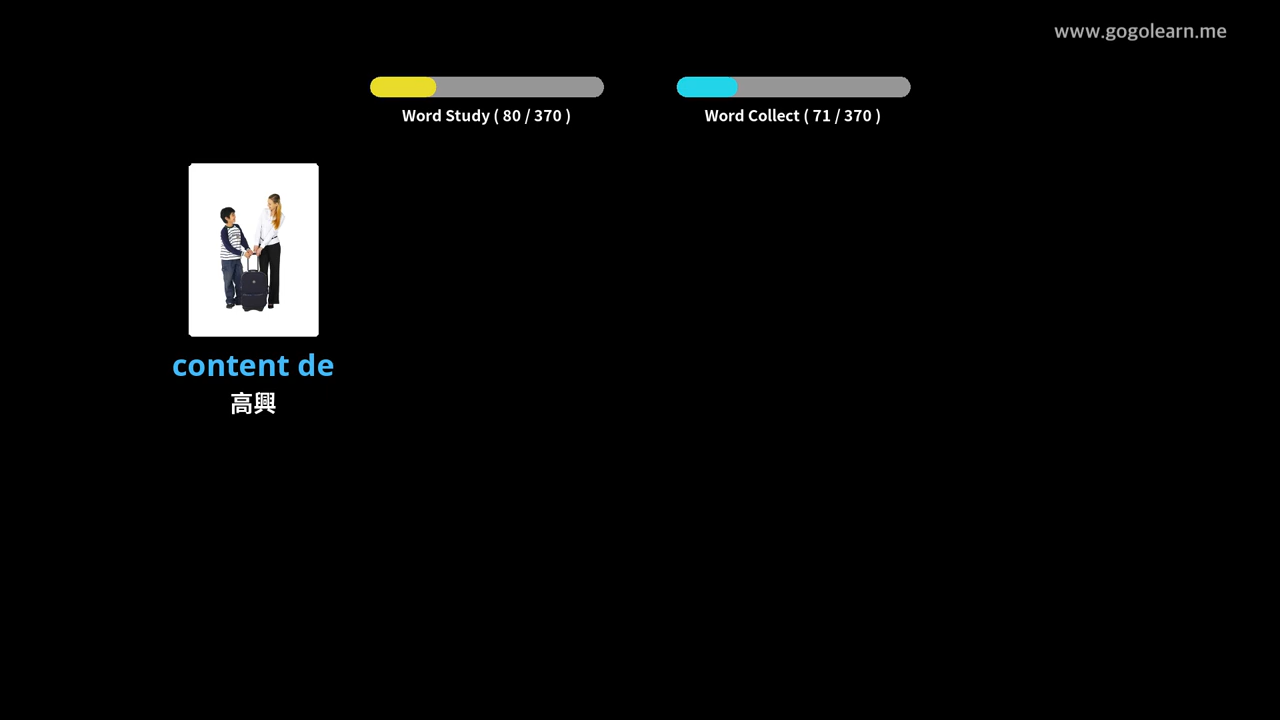 www.gogolearn.me
Word Study ( 80 / 370 )
Word Collect ( 71 / 370 )
content de
高興